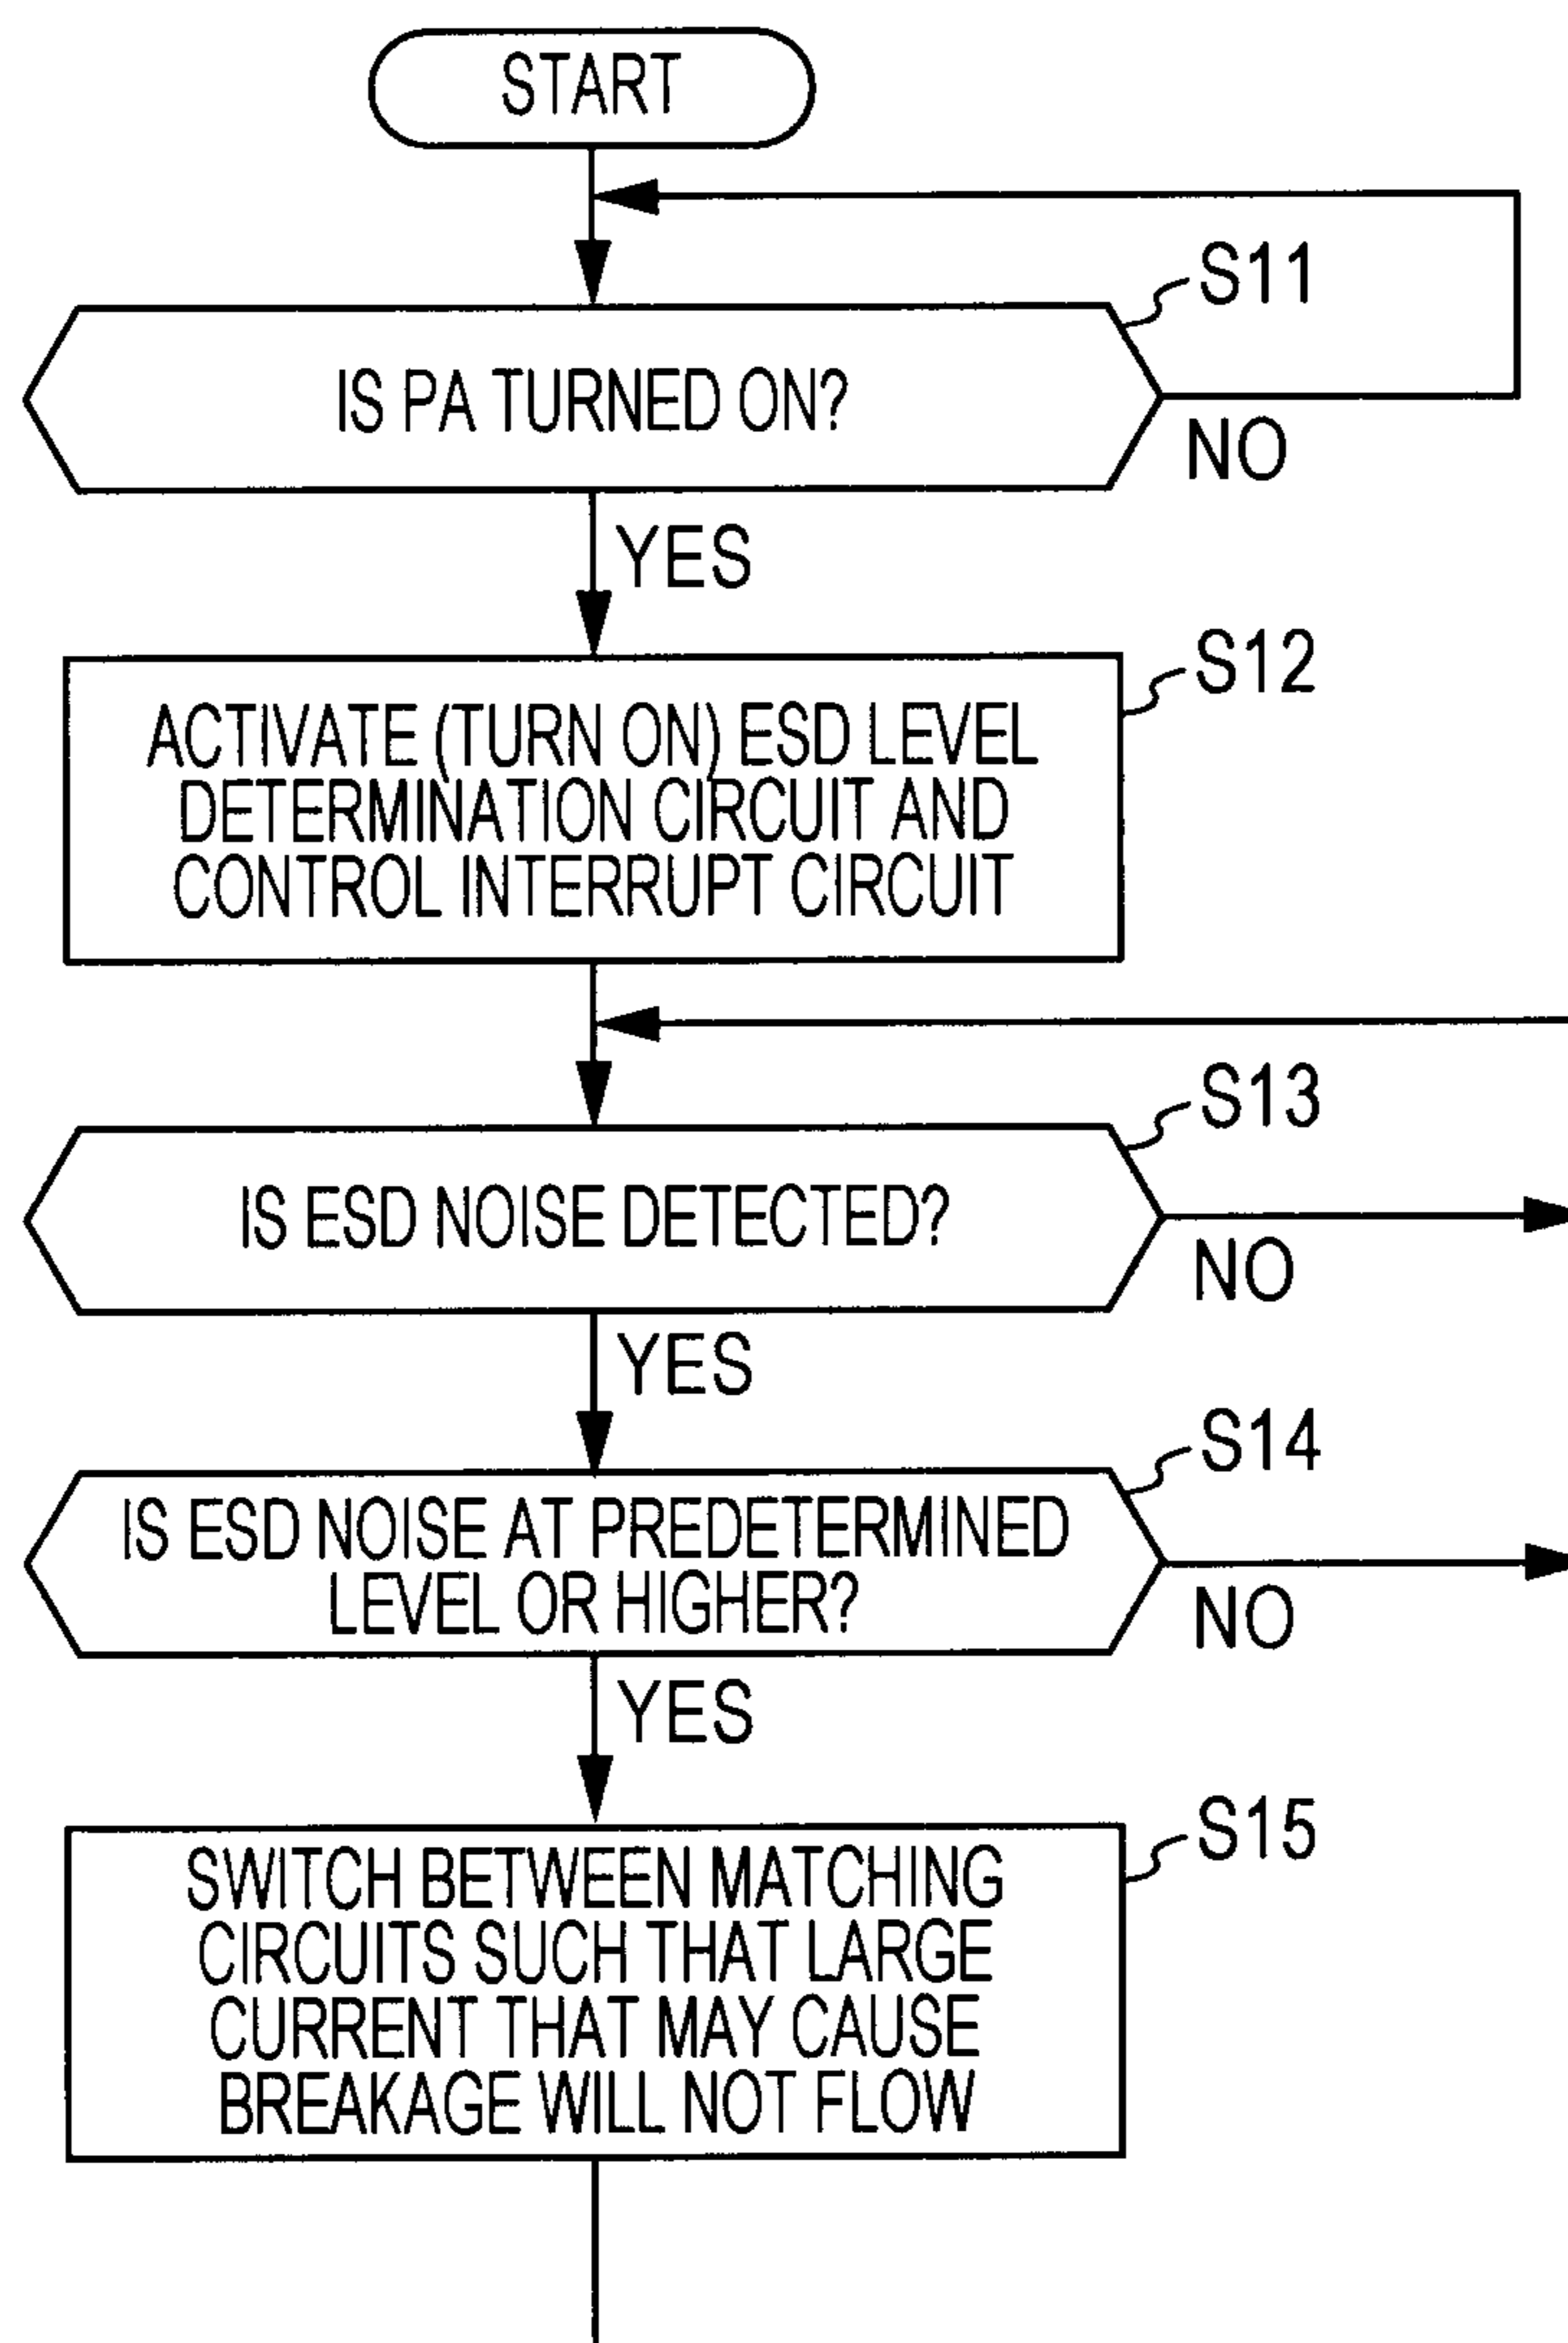 START
S11
IS PA TURNED ON?
NO
YES
S12
ACTIVATE (TURN ON) ESD LEVEL
DETERMINATION CIRCUIT AND
CONTROL INTERRUPT CIRCUIT
S13
IS ESD NOISE DETECTED?
NO
YES
S14
IS ESD NOISE AT PREDETERMINED
LEVEL OR HIGHER?
NO
YES
S15
SWITCH BETWEEN MATCHING
CIRCUITS SUCH THAT LARGE
CURRENT THAT MAY CAUSE
BREAKAGE WILL NOT FLOW